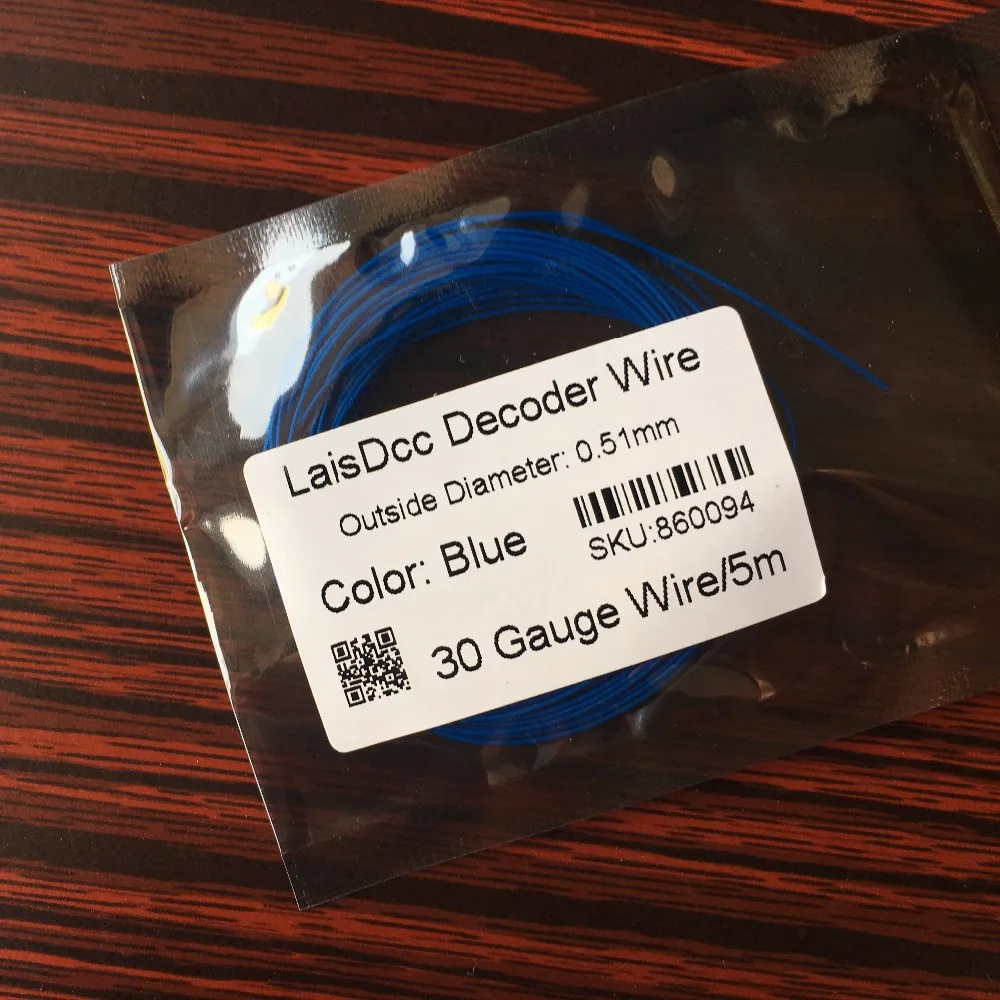 LaisDcc Decoder Wire
Outside Diameter: 0.51mm
Color: Blue
SKU:860094
30 Gauge Wire/5m